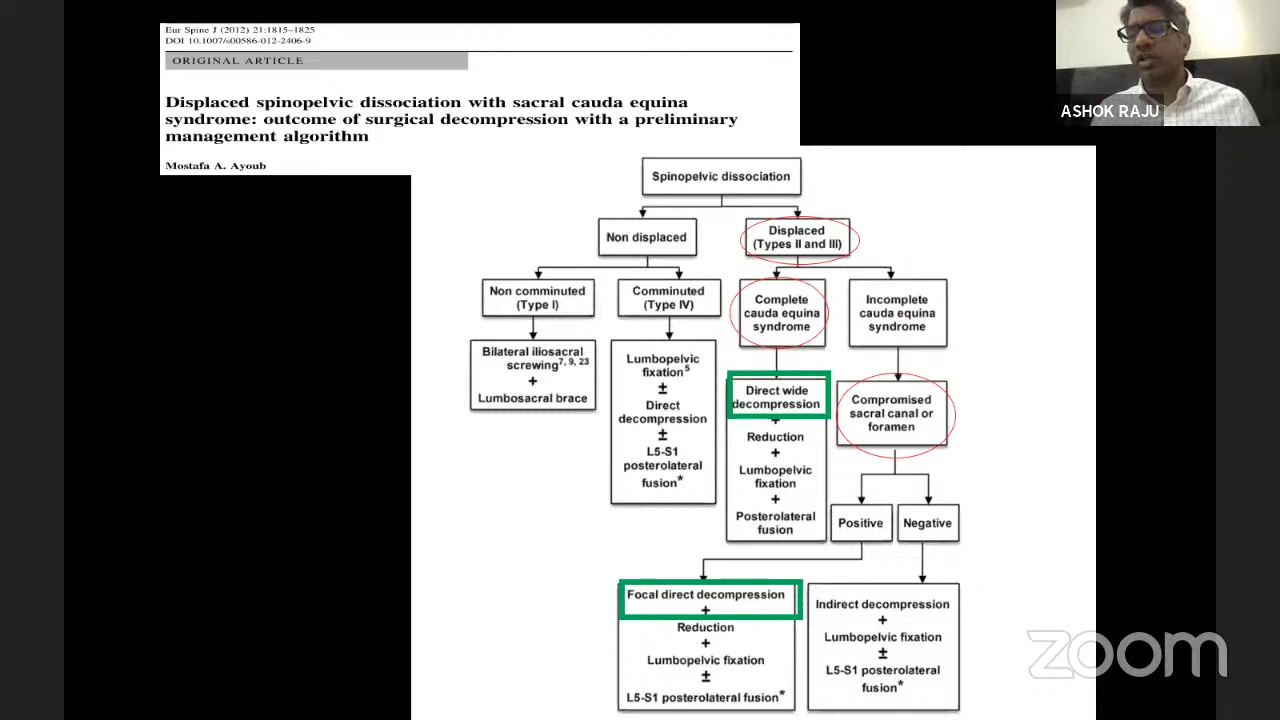 Eur Spine J (2012) 21:1815–1825
DOI 10.1007/s00586-012-2406-9
ORIGINAL ARTICLE
Displaced spinopelvic dissociation with sacral cauda equina
syndrome: outcome of surgical decompression with a preliminary
management algorithm
Mostafa A. Ayoub
ASHOK RAJU
Spinopelvic dissociation
Non displaced
Displaced
(Types II and III)
Non comminuted
(Type I)
Comminuted
(Type IV)
Complete
cauda equina
syndrome
Incomplete
cauda equina
syndrome
Bilateral iliosacral
screwing7, 9, 23
+
Lumbosacral brace
Lumbopelvic
fixation5
±
Direct
decompression
±
L5-S1
posterolateral
fusion*
Direct wide
decompression
+
Reduction
+
Lumbopelvic
fixation
+
Posterolateral
fusion
Compromised
sacral canal or
foramen
Positive
Negative
Focal direct decompression
+
Reduction
+
Lumbopelvic fixation
±
L5-S1 posterolateral fusion*
Indirect decompression
+
Lumbopelvic fixation
±
L5-S1 posterolateral
fusion*
zoom